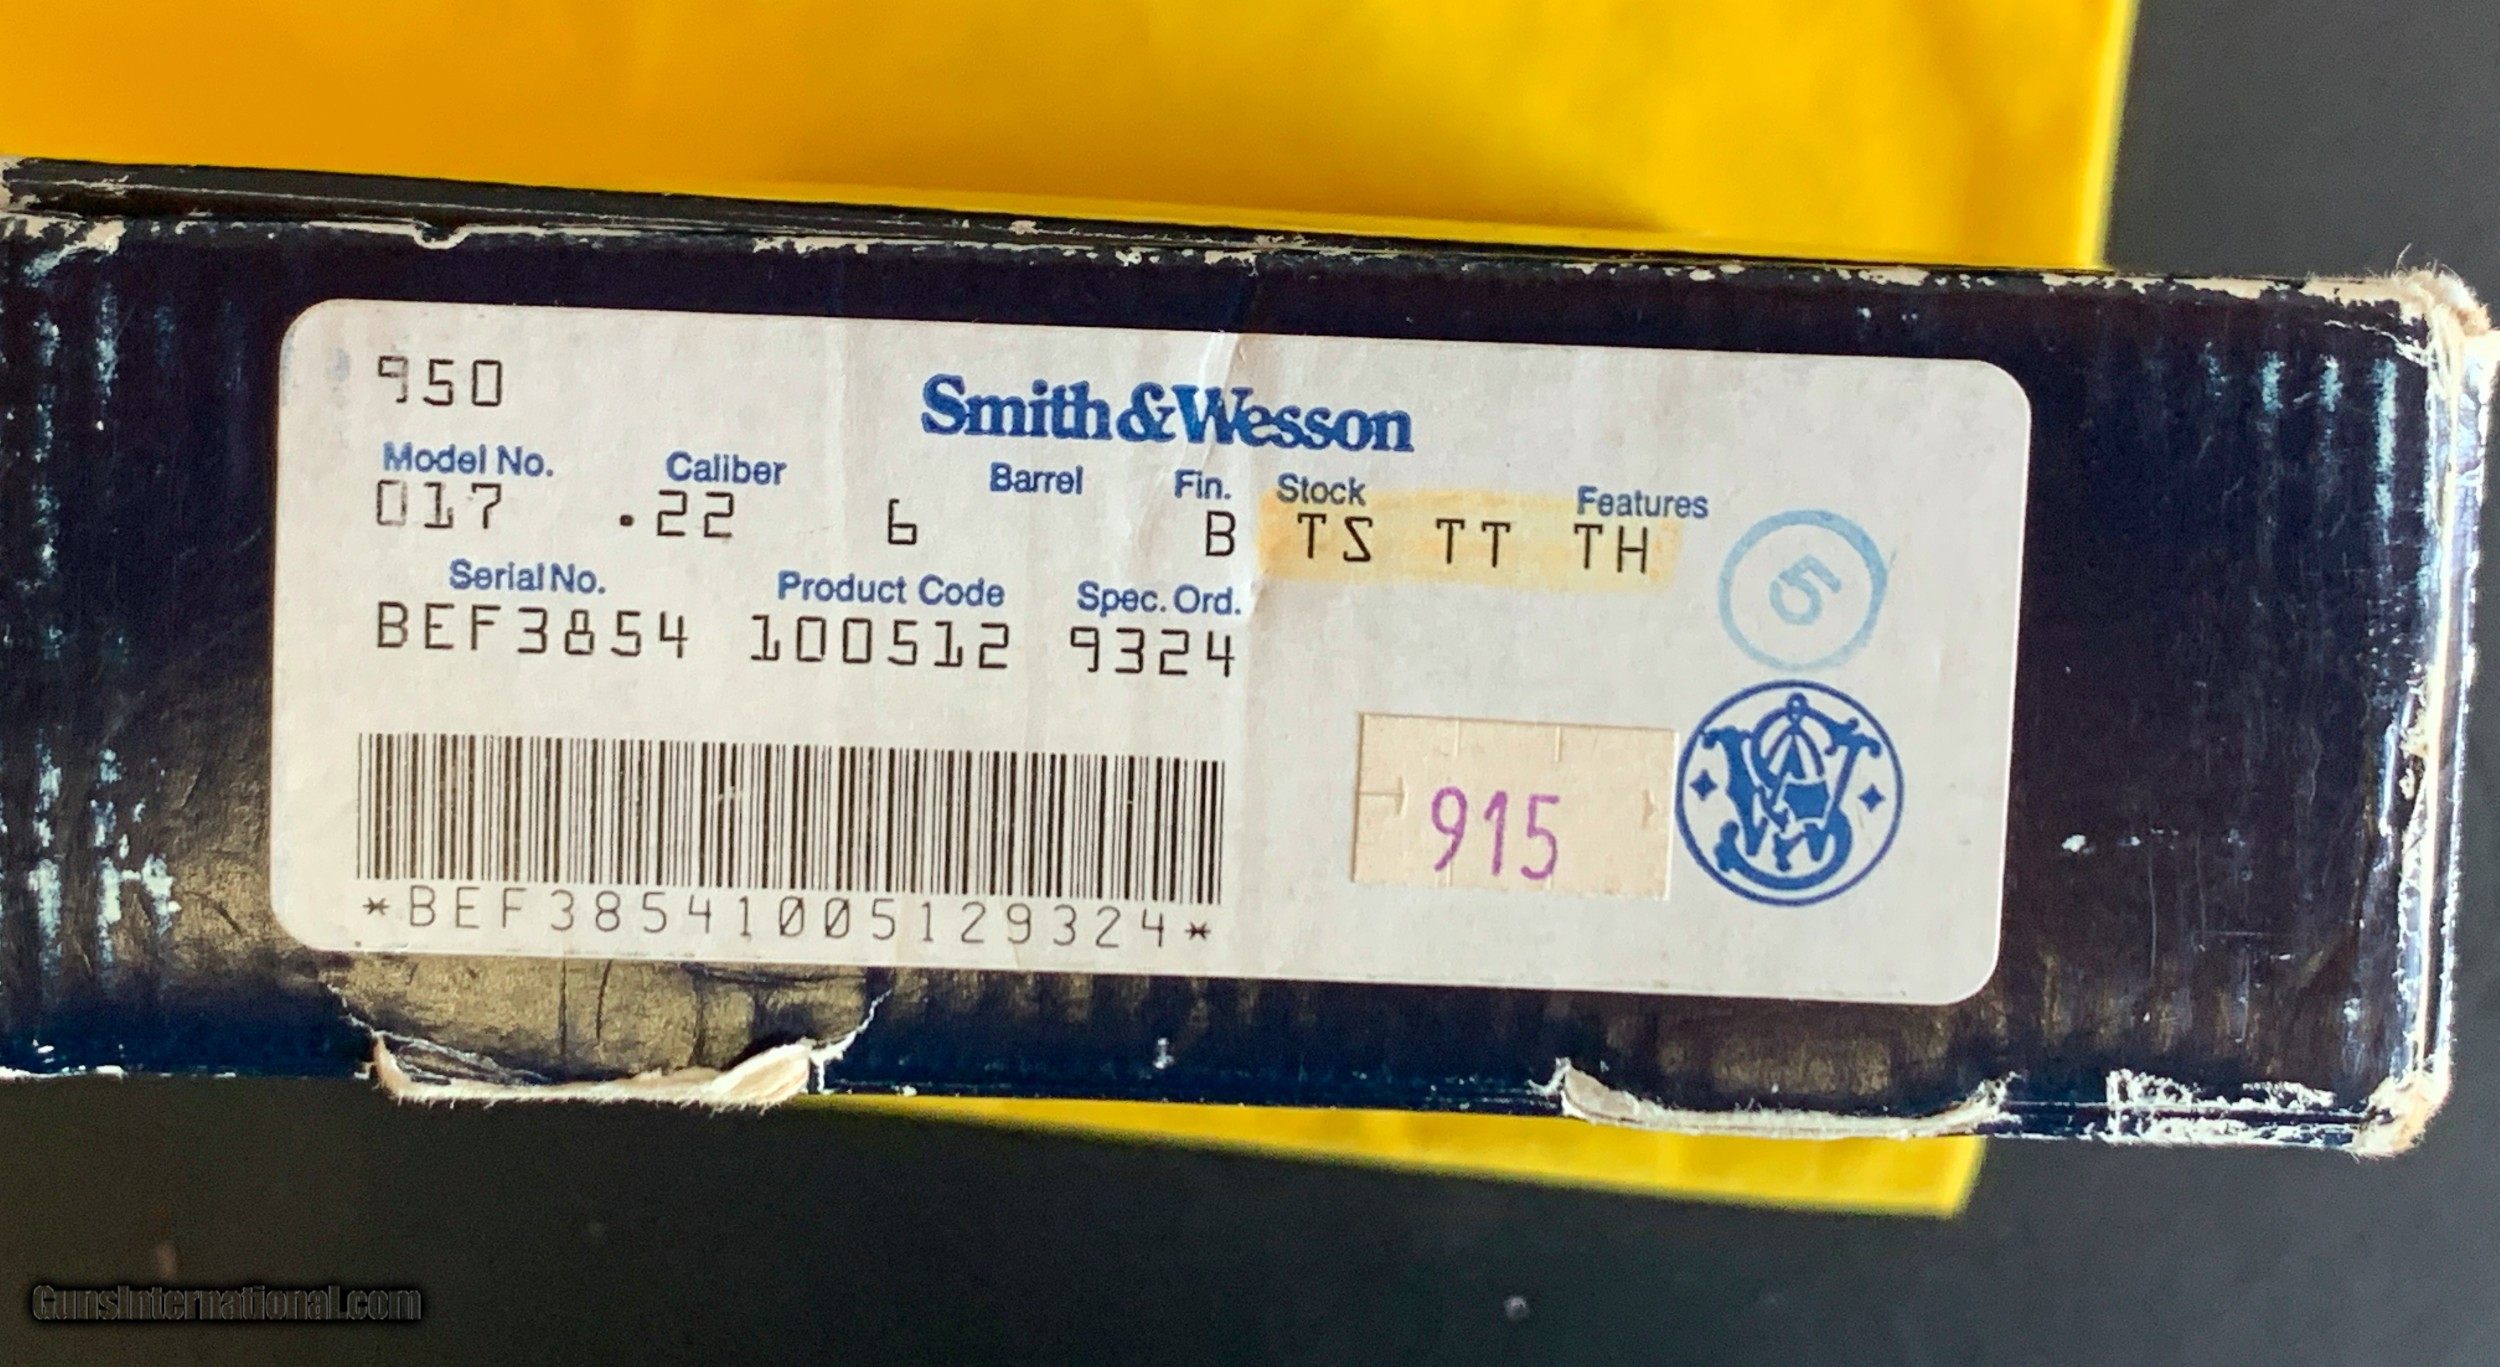 950
Smith & Wesson
Model No. Caliber Barrel Fin. Stock Features
017 .22 6 B TS TT TH
Serial No. Product Code Spec. Ord.
BEF3854 100512 9324
5
915
*BEF38541005129324*
GunsInternational.com